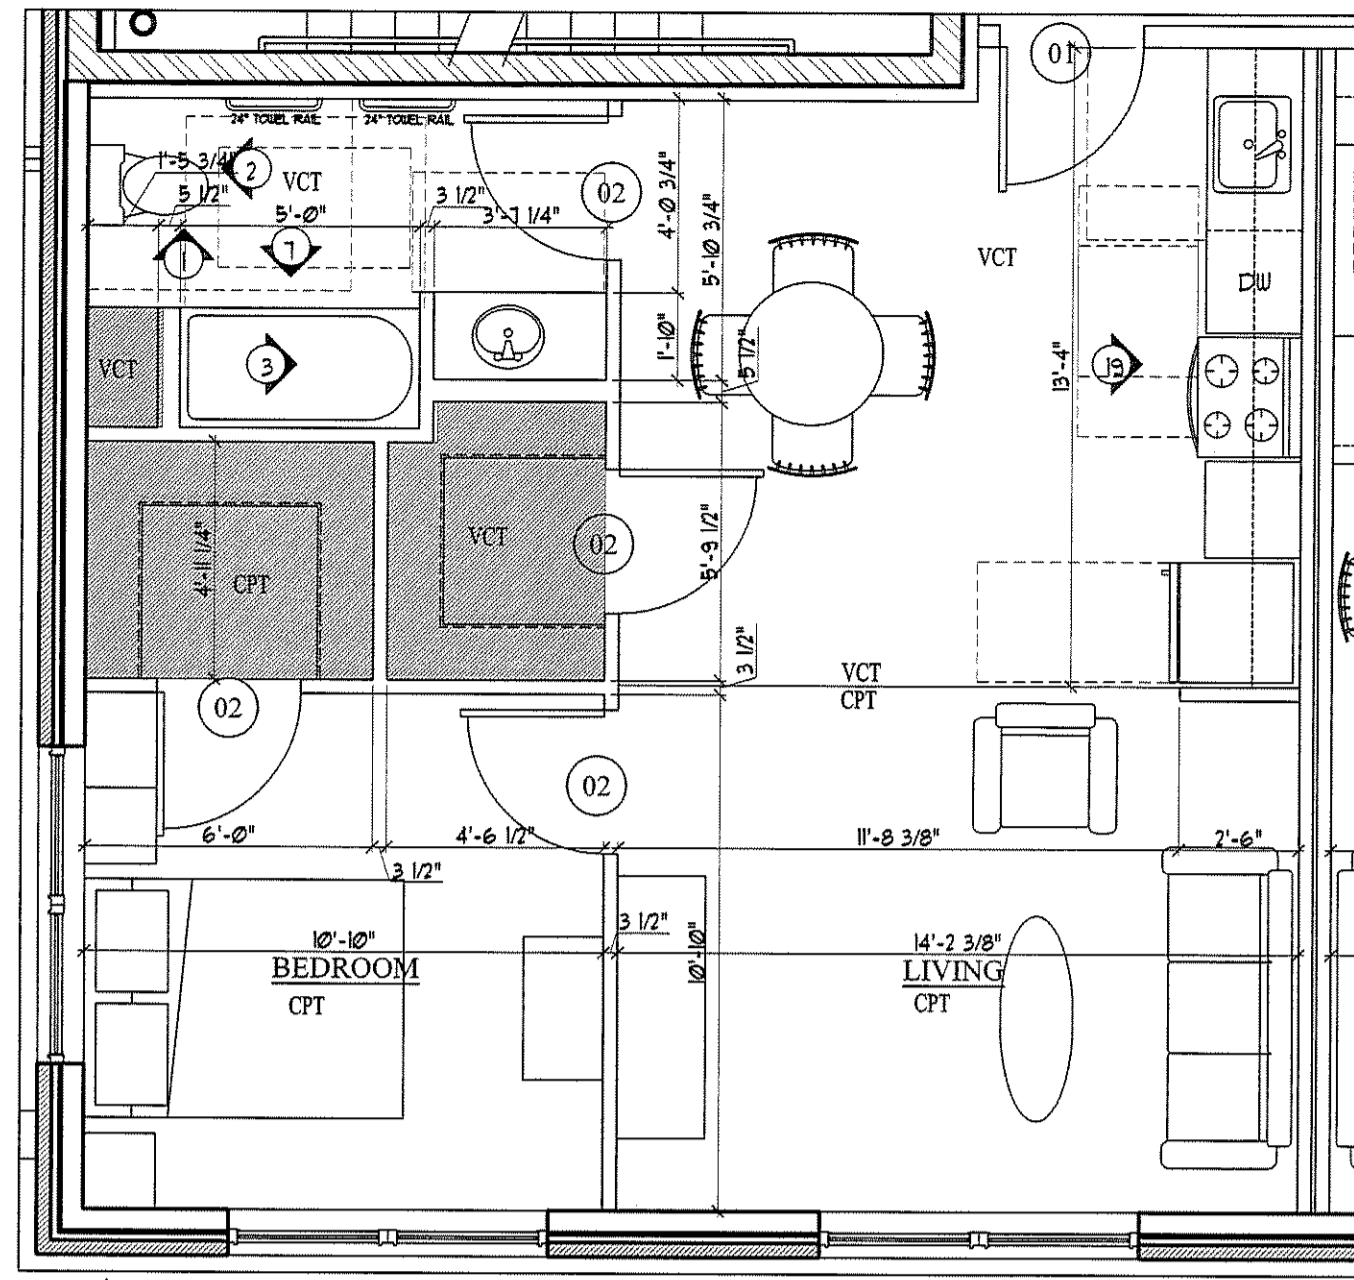 01
24" TOWEL RAIL
24" TOWEL RAIL
1'-5 3/4"
2
VCT
5 1/2"
5'-0"
3 1/2"
3'-7 1/4"
02
4'-0 3/4"
5'-10 3/4"
VCT
1
7
DW
VCT
3
1'-10"
5 1/2"
13'-4"
4'-11 1/4"
CPT
VCT
02
5'-9 1/2"
3 1/2"
VCT
CPT
02
02
6'-0"
4'-6 1/2"
11'-8 3/8"
2'-6"
3 1/2"
3 1/2"
10'-10"
BEDROOM
CPT
10'-10"
14'-2 3/8"
LIVING
CPT